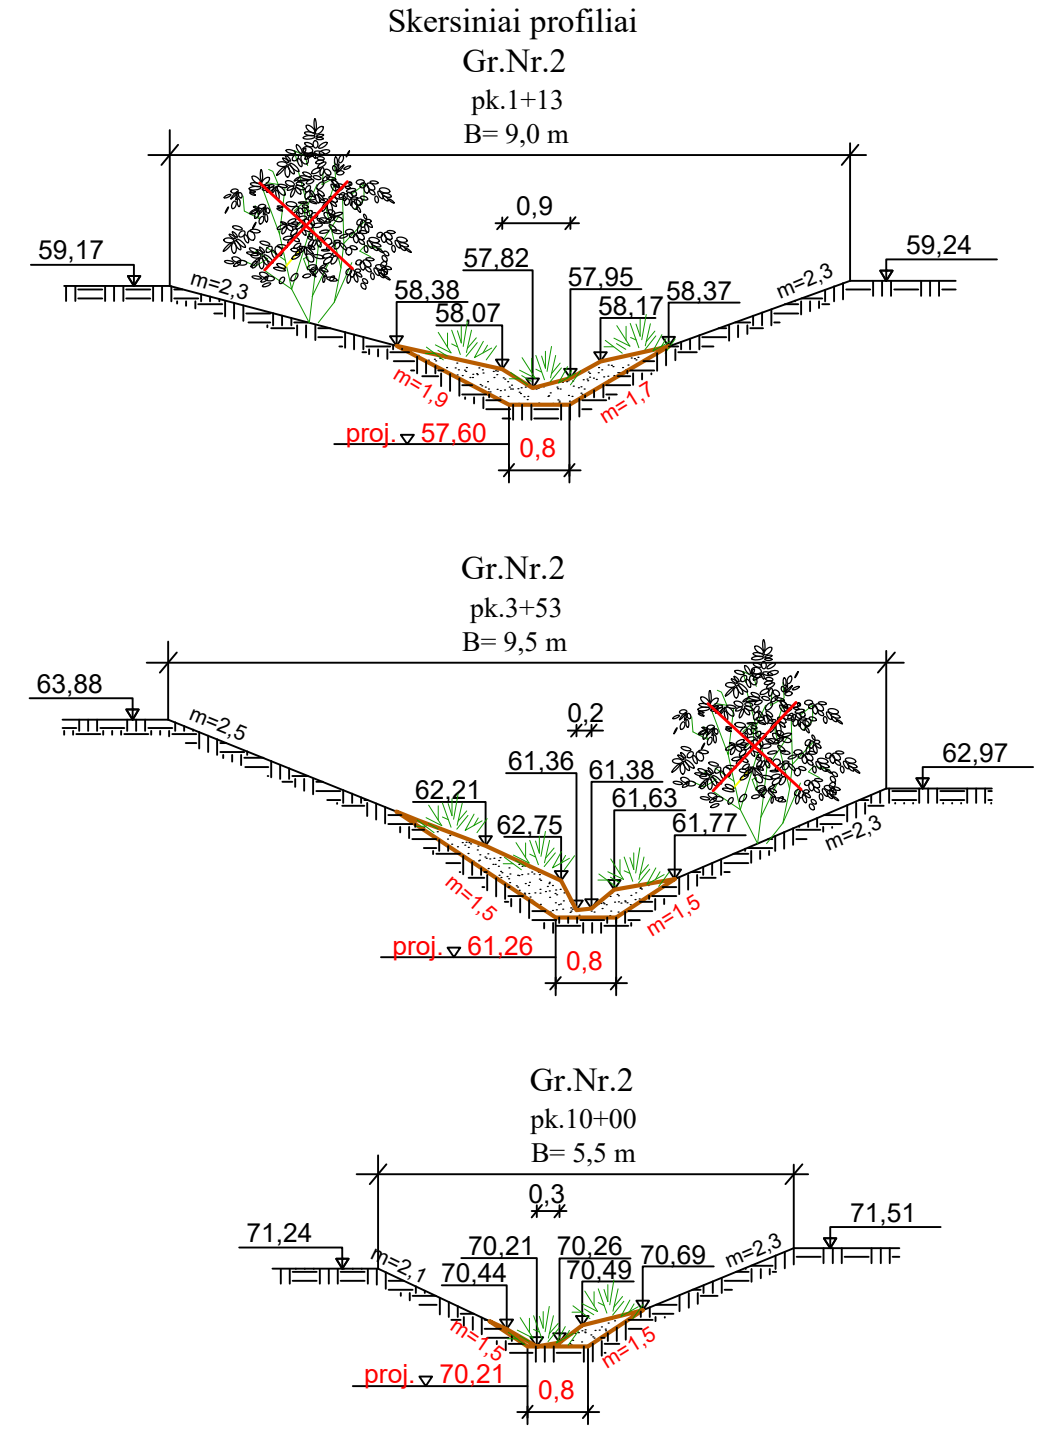 Skersiniai profiliai
Gr.Nr.2
pk.1+13
B= 9,0 m
0,9
59,17
57,82
59,24
m=2,3
58,38
57,95
58,37
m=2,3
58,07
58,17
m=1,9
m=1,7
proj. 57,60
0,8
Gr.Nr.2
pk.3+53
B= 9,5 m
63,88
0,2
m=2,5
61,36
61,38
62,97
62,21
61,63
62,75
61,77
m=2,3
m=1,5
m=1,5
proj. 61,26
0,8
Gr.Nr.2
pk.10+00
B= 5,5 m
0,3
71,24
71,51
70,21
70,26
70,69
m=2,1
m=2,3
70,44
70,49
m=1,5
m=1,5
proj. 70,21
0,8